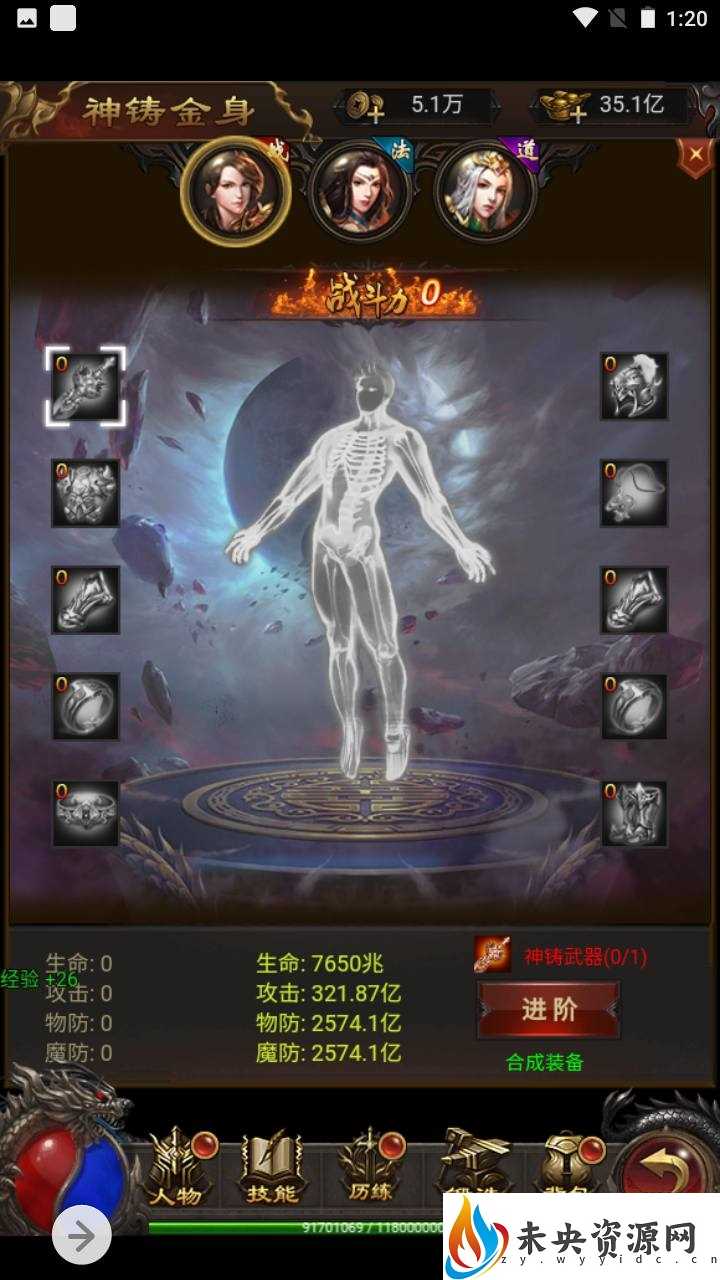 1:20
神铸金身
5.1万
35.1亿
战
法
道
战斗力 0
0
0
0
0
0
0
0
0
0
0
生命: 0
攻击: 0
物防: 0
魔防: 0
经验 +26
生命: 7650兆
攻击: 321.87亿
物防: 2574.1亿
魔防: 2574.1亿
神铸武器(0/1)
进阶
合成装备
人物
技能
历练
91701069 / 118000000
未央资源网
zy.wyyidc.cn